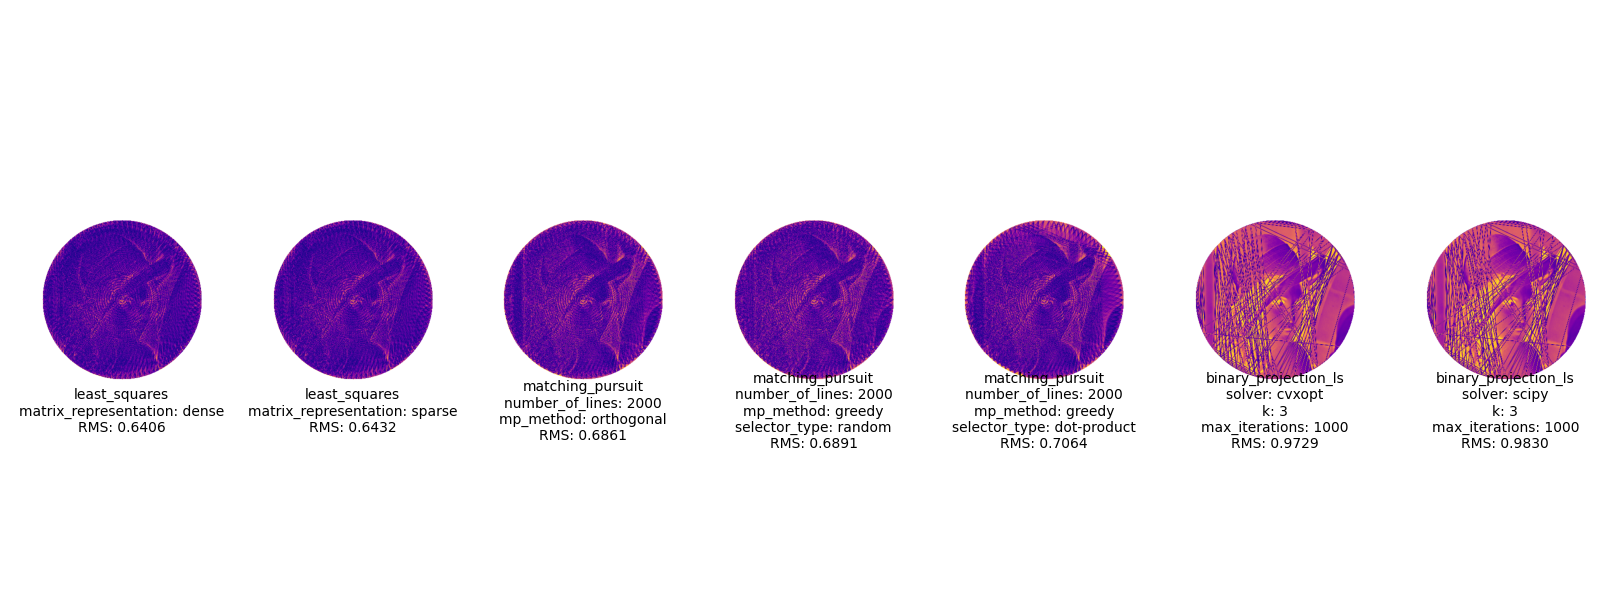 least_squares
matrix_representation: dense
RMS: 0.6406
least_squares
matrix_representation: sparse
RMS: 0.6432
matching_pursuit
number_of_lines: 2000
mp_method: orthogonal
RMS: 0.6861
matching_pursuit
number_of_lines: 2000
mp_method: greedy
selector_type: random
RMS: 0.6891
matching_pursuit
number_of_lines: 2000
mp_method: greedy
selector_type: dot-product
RMS: 0.7064
binary_projection_ls
solver: cvxopt
k: 3
max_iterations: 1000
RMS: 0.9729
binary_projection_ls
solver: scipy
k: 3
max_iterations: 1000
RMS: 0.9830